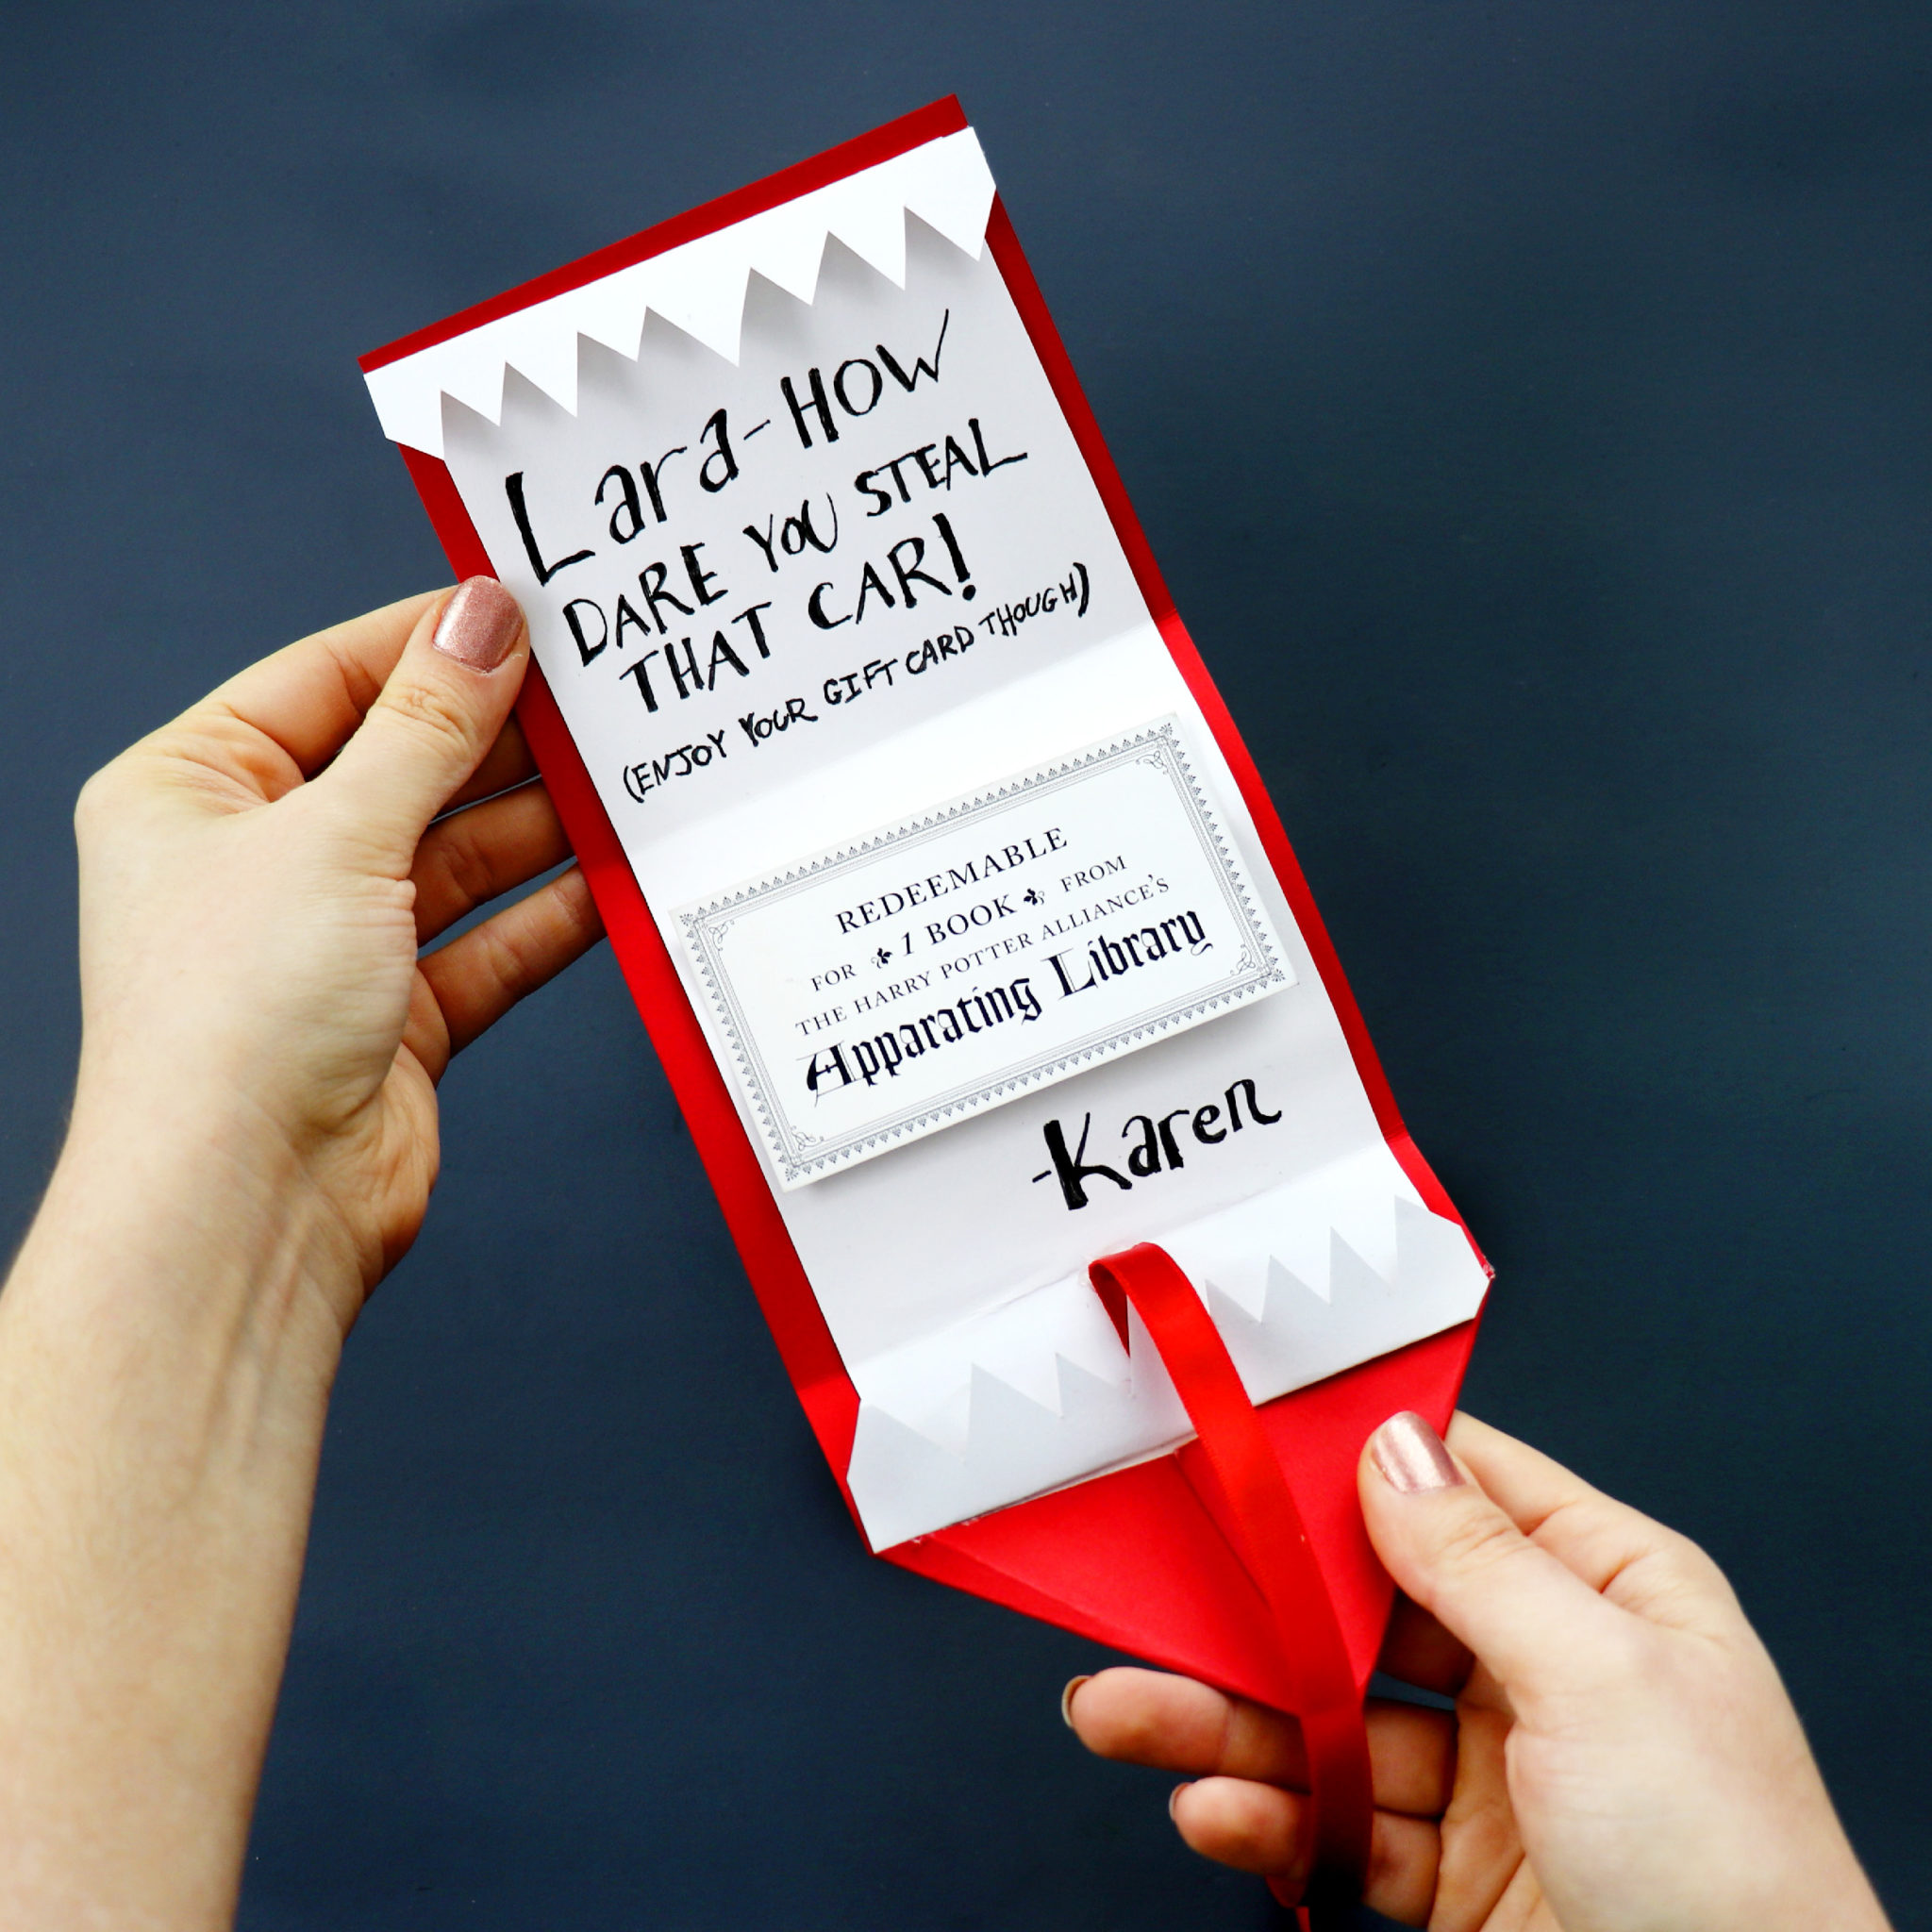 Lara-HOW
DARE YOU STEAL
THAT CAR!
(ENJOY YOUR GIFT CARD THOUGH)
REDEEMABLE
FOR 1 BOOK FROM
THE HARRY POTTER ALLIANCE'S
Apparating Library
-Karen